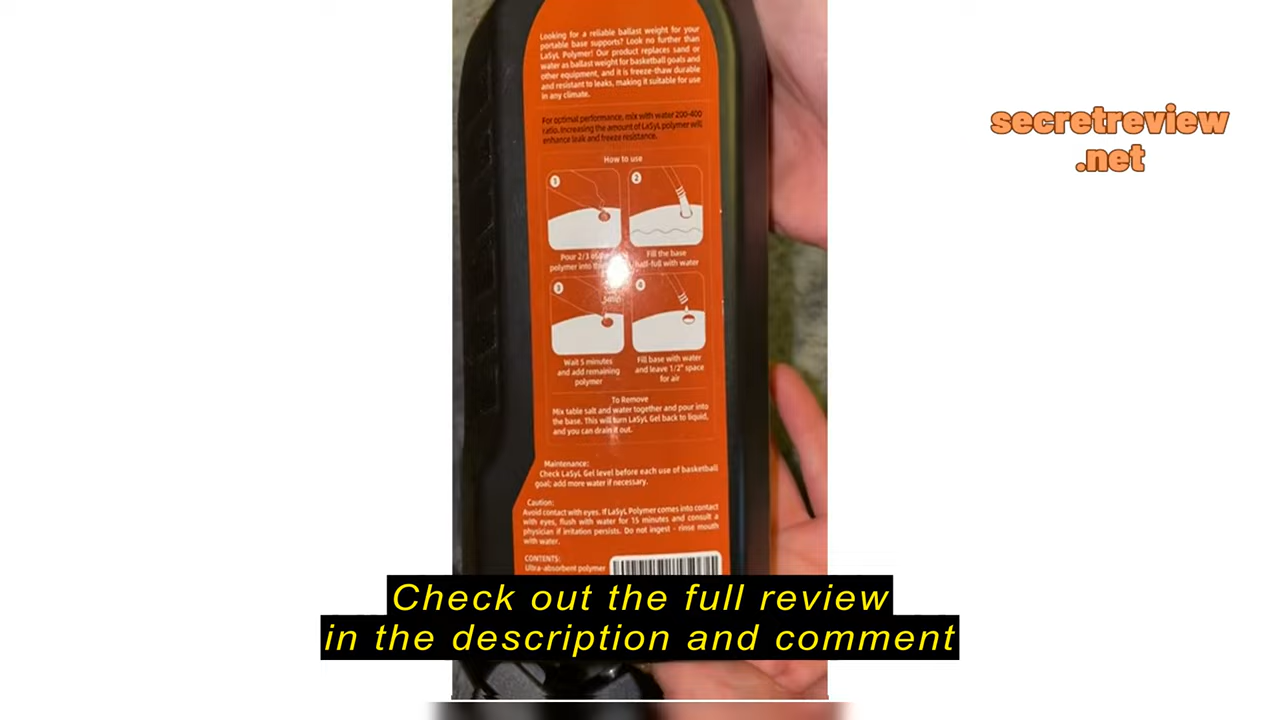 Looking for a reliable ballast weight for your
portable base supports? Look no further than
LaSyL Polymer! Our product replaces sand or
water as ballast weight for basketball goals and
other equipment, and it is freeze-thaw durable
and resistant to leaks, making it suitable for use
in any climate.
For optimal performance, mix with water 200-400
ratio. Increasing the amount of LaSyL polymer will
enhance leak and freeze resistance.
How to use
1
2
Pour 2/3 of the
polymer into
Fill the base
half-full with water
3
4
5min
Wait 5 minutes
and add remaining
polymer
Fill base with water
and leave 1/2" space
for air
To Remove
Mix table salt and water together and pour into
the base. This will turn LaSyL Gel back to liquid,
and you can drain it out.
Maintenance:
Check LaSyL Gel level before each use of basketball
goal; add more water if necessary.
Caution:
Avoid contact with eyes. If LaSyL Polymer comes into contact
with eyes, flush with water for 15 minutes and consult a
physician if irritation persists. Do not ingest - rinse mouth
with water.
CONTENTS:
Ultra-absorbent polymer
secretreview
.net
Check out the full review
in the description and comment